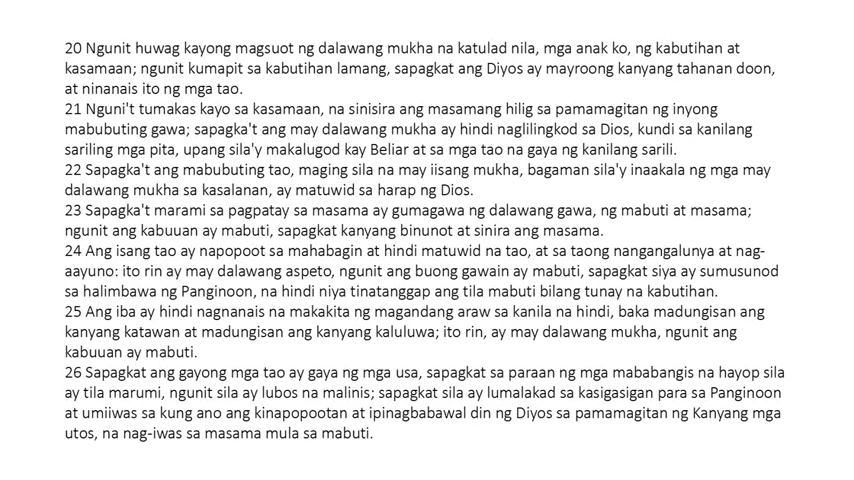 20 Ngunit huwag kayong magsuot ng dalawang mukha na katulad nila, mga anak ko, ng kabutihan at
kasamaan; ngunit kumapit sa kabutihan lamang, sapagkat ang Diyos ay mayroong kanyang tahanan doon,
at ninanais ito ng mga tao.
21 Nguni't tumakas kayo sa kasamaan, na sinisira ang masamang hilig sa pamamagitan ng inyong
mabubuting gawa; sapagka't ang may dalawang mukha ay hindi naglilingkod sa Dios, kundi sa kanilang
sariling mga pita, upang sila'y makalugod kay Beliar at sa mga tao na gaya ng kanilang sarili.
22 Sapagka't ang mabubuting tao, maging sila na may iisang mukha, bagaman sila'y inaakala ng mga may
dalawang mukha sa kasalanan, ay matuwid sa harap ng Dios.
23 Sapagka't marami sa pagpatay sa masama ay gumagawa ng dalawang gawa, ng mabuti at masama;
ngunit ang kabuuan ay mabuti, sapagkat kanyang binunot at sinira ang masama.
24 Ang isang tao ay napopoot sa mahabagin at hindi matuwid na tao, at sa taong nangangalunya at nag-
aayuno: ito rin ay may dalawang aspeto, ngunit ang buong gawain ay mabuti, sapagkat siya ay sumusunod
sa halimbawa ng Panginoon, na hindi niya tinatanggap ang tila mabuti bilang tunay na kabutihan.
25 Ang iba ay hindi nagnanais na makakita ng magandang araw sa kanila na hindi, baka madungisan ang
kanyang katawan at madungisan ang kanyang kaluluwa; ito rin, ay may dalawang mukha, ngunit ang
kabuuan ay mabuti.
26 Sapagkat ang gayong mga tao ay gaya ng mga usa, sapagkat sa paraan ng mga mababangis na hayop sila
ay tila marumi, ngunit sila ay lubos na malinis; sapagkat sila ay lumalakad sa kasigasigan para sa Panginoon
at umiiwas sa kung ano ang kinapopootan at ipinagbabawal din ng Diyos sa pamamagitan ng Kanyang mga
utos, na nag-iwas sa masama mula sa mabuti.